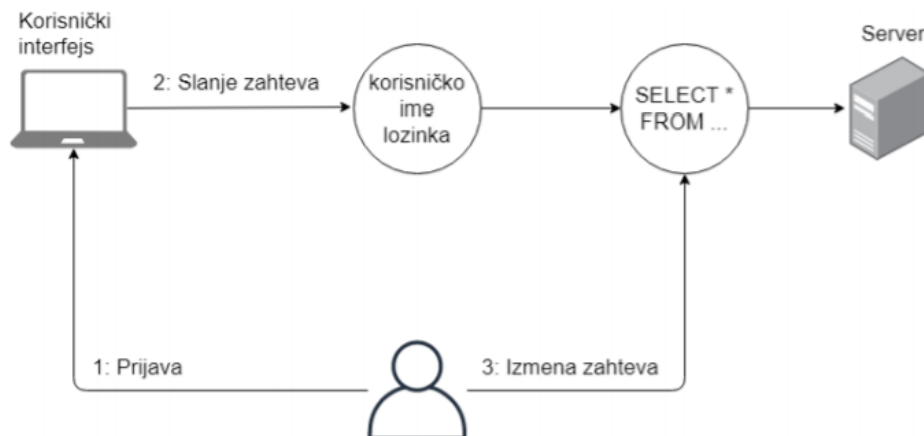 Korisnički
interfejs
2: Slanje zahteva
korisničko
ime
lozinka
SELECT *
FROM ...
Server
1: Prijava
3: Izmena zahteva